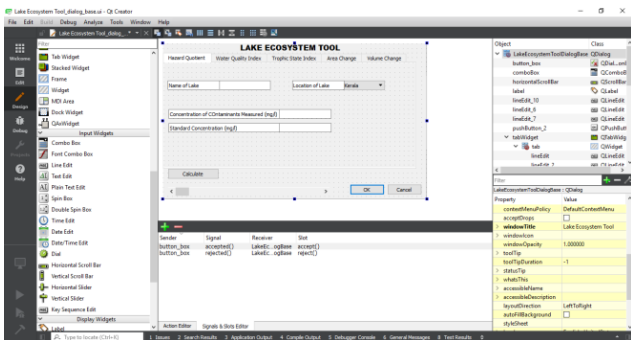 Lake Ecosystem Tool_dialog_base.ui - Qt Creator
File Edit Build Debug Analyze Tools Window Help
Lake Ecosystem Tool_dialog_
Welcome
Edit
Design
Debug
Projects
Help
Filter
Tab Widget
Stacked Widget
Frame
Widget
MDI Area
Dock Widget
QAxWidget
Input Widgets
Combo Box
Font Combo Box
Line Edit
Text Edit
Plain Text Edit
Spin Box
Double Spin Box
Time Edit
Date Edit
Date/Time Edit
Dial
Horizontal Scroll Bar
Vertical Scroll Bar
Horizontal Slider
Vertical Slider
Key Sequence Edit
Display Widgets
Label
LAKE ECOSYSTEM TOOL
Hazard Quotient Water Quality Index Trophic State Index Area Change Volume Change
Name of Lake Location of Lake Kerala
Concentration of COntaminants Measured (mg/l)
Standard Concentration (mg/l)
Calculate
OK Cancel
Sender Signal Receiver Slot
button_box accepted() LakeEc...ogBase accept()
button_box rejected() LakeEc...ogBase reject()
Action Editor Signals & Slots Editor
Object Class
LakeEcosystemToolDialogBase QDialog
button_box QDial...onB
comboBox QComboB
horizontalScrollBar
label QLabel
lineEdit_10 QLineEdit
lineEdit_6 QLineEdit
lineEdit_7 QLineEdit
pushButton_2 QPushButt
tabWidget QTabWidg
tab QWidget
lineEdit QLineEdit
lineEdit_2 QLineEdit
Filter
LakeEcosystemToolDialogBase : QDialog
Property Value
contextMenuPolicy DefaultContextMenu
acceptDrops
windowTitle Lake Ecosystem Tool
windowIcon
windowOpacity 1,000000
toolTip
toolTipDuration -1
statusTip
whatsThis
accessibleName
accessibleDescription
layoutDirection LeftToRight
autoFillBackground
styleSheet
Type to locate (Ctrl+K) 1 Issues 2 Search Results 3 Application Output 4 Compile Output 5 Debugger Console 6 General Messages 8 Test Results